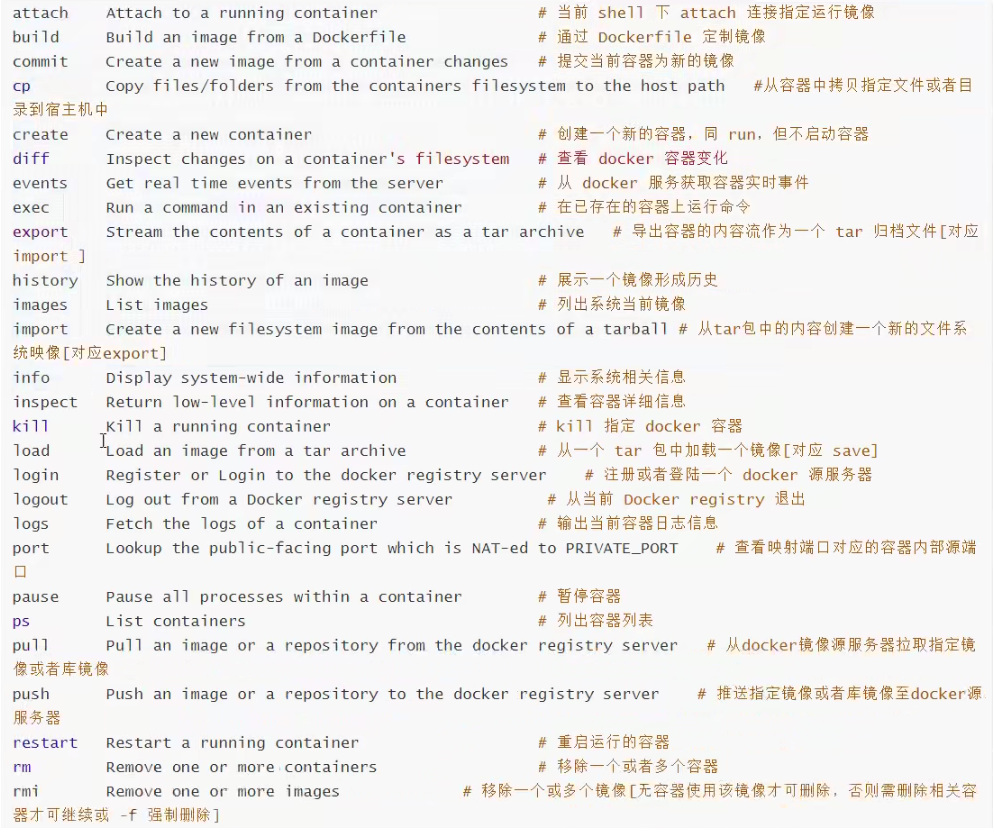 attach Attach to a running container # 当前 shell 下 attach 连接指定运行镜像
build Build an image from a Dockerfile # 通过 Dockerfile 定制镜像
commit Create a new image from a container changes # 提交当前容器为新的镜像
cp Copy files/folders from the containers filesystem to the host path #从容器中拷贝指定文件或者目
录到宿主机中
create Create a new container # 创建一个新的容器，同 run，但不启动容器
diff Inspect changes on a container's filesystem # 查看 docker 容器变化
events Get real time events from the server # 从 docker 服务获取容器实时事件
exec Run a command in an existing container # 在已存在的容器上运行命令
export Stream the contents of a container as a tar archive # 导出容器的内容流作为一个 tar 归档文件[对应
import ]
history Show the history of an image # 展示一个镜像形成历史
images List images # 列出系统当前镜像
import Create a new filesystem image from the contents of a tarball # 从tar包中的内容创建一个新的文件系
统映像[对应export]
info Display system-wide information # 显示系统相关信息
inspect Return low-level information on a container # 查看容器详细信息
kill Kill a running container # kill 指定 docker 容器
load Load an image from a tar archive # 从一个 tar 包中加载一个镜像[对应 save]
login Register or Login to the docker registry server # 注册或者登陆一个 docker 源服务器
logout Log out from a Docker registry server # 从当前 Docker registry 退出
logs Fetch the logs of a container # 输出当前容器日志信息
port Lookup the public-facing port which is NAT-ed to PRIVATE_PORT # 查看映射端口对应的容器内部源端
口
pause Pause all processes within a container # 暂停容器
ps List containers # 列出容器列表
pull Pull an image or a repository from the docker registry server # 从docker镜像源服务器拉取指定镜
像或者库镜像
push Push an image or a repository to the docker registry server # 推送指定镜像或者库镜像至docker源
服务器
restart Restart a running container # 重启运行的容器
rm Remove one or more containers # 移除一个或者多个容器
rmi Remove one or more images # 移除一个或多个镜像[无容器使用该镜像才可删除，否则需删除相关容
器才可继续或 -f 强制删除]